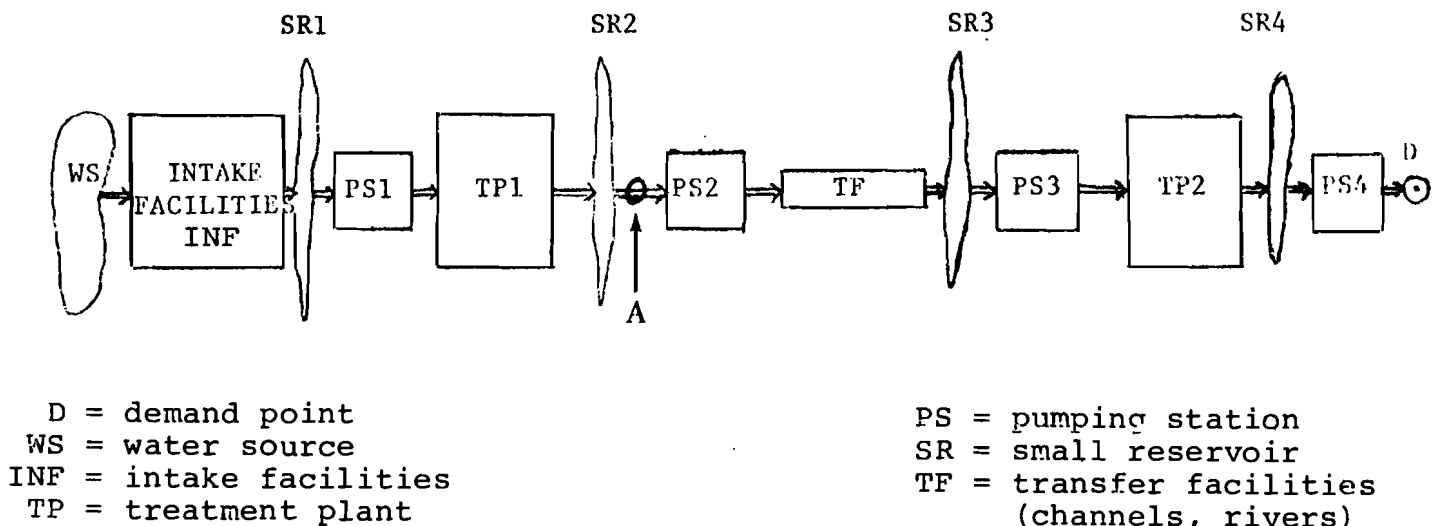 SR1
SR2
SR3
SR4
WS
INTAKE
FACILITIES
INF
PS1
TP1
PS2
TF
PS3
TP2
PS4
D
A
D = demand point
WS = water source
INF = intake facilities
TP = treatment plant
PS = pumping station
SR = small reservoir
TF = transfer facilities
(channels, rivers)